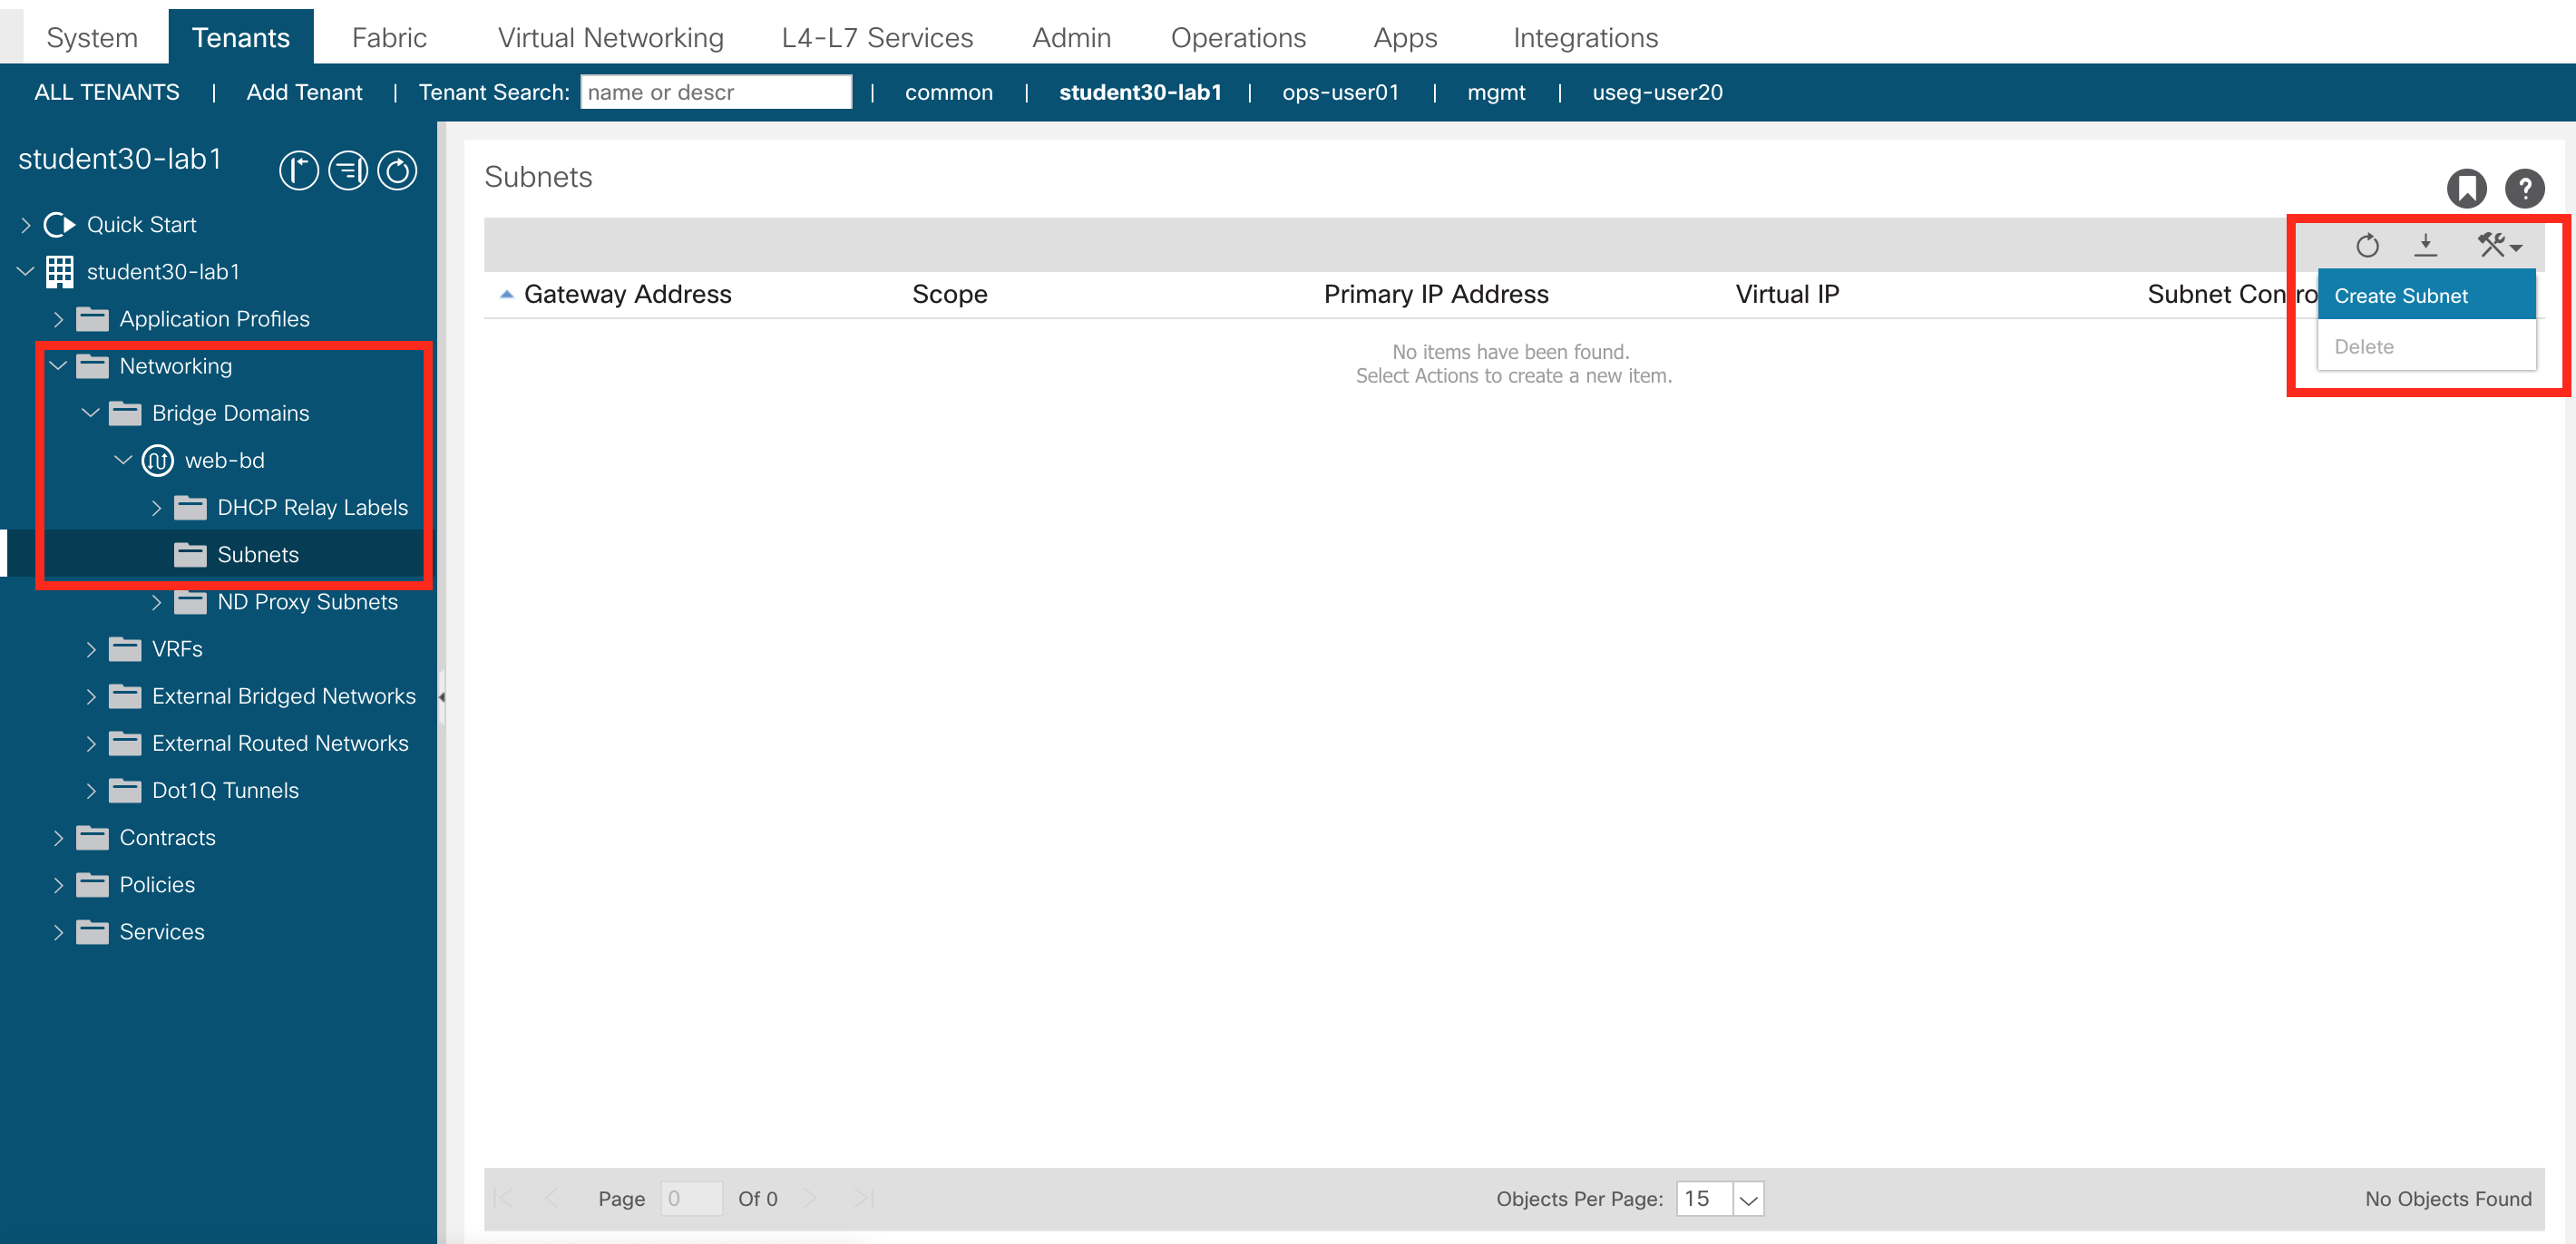 System Tenants Fabric Virtual Networking L4-L7 Services Admin Operations Apps Integrations
ALL TENANTS | Add Tenant | Tenant Search: name or descr | common | student30-lab1 | ops-user01 | mgmt | useg-user20
student30-lab1
Quick Start
student30-lab1
Application Profiles
Networking
Bridge Domains
web-bd
DHCP Relay Labels
Subnets
ND Proxy Subnets
VRFs
External Bridged Networks
External Routed Networks
Dot1Q Tunnels
Contracts
Policies
Services
Subnets
?
Gateway Address Scope Primary IP Address Virtual IP Subnet Contro
Create Subnet
Delete
No items have been found.
Select Actions to create a new item.
Page 0 Of 0 Objects Per Page: 15 No Objects Found